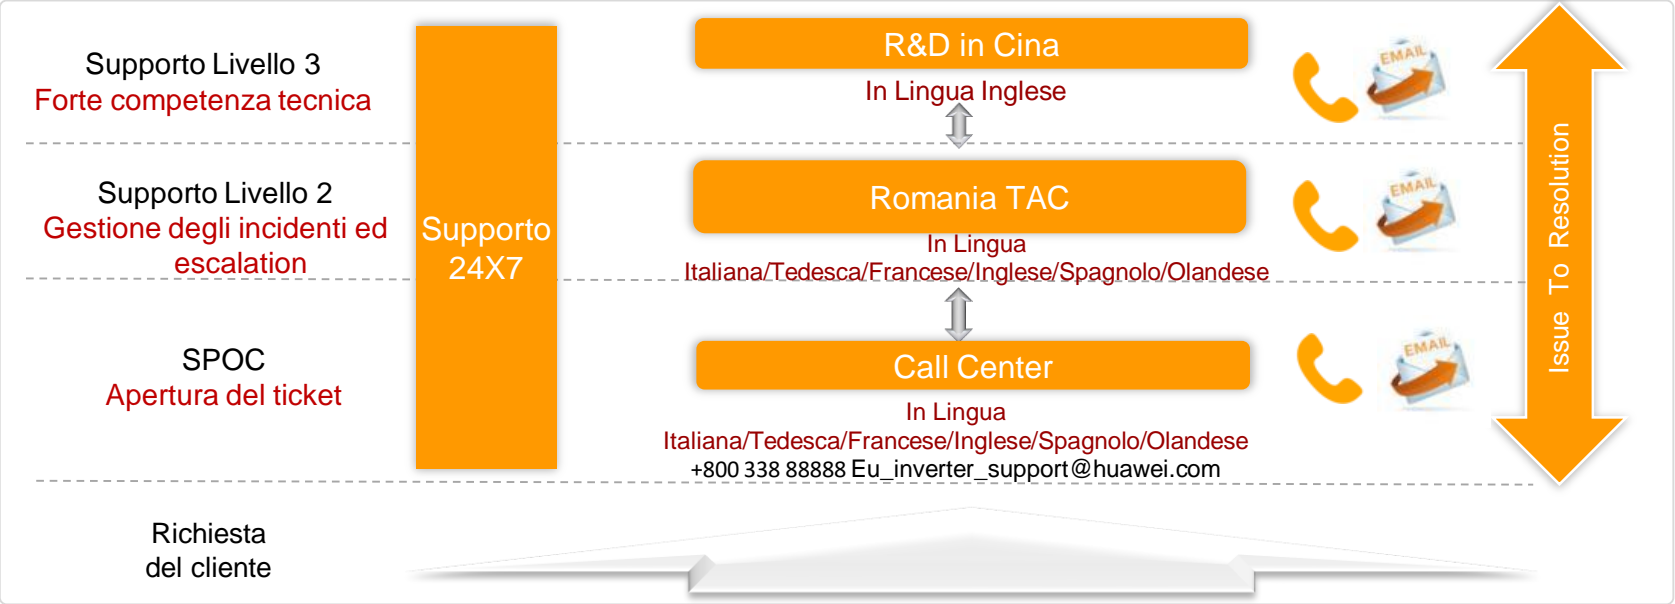 Supporto Livello 3
Forte competenza tecnica
R&D in Cina
In Lingua Inglese
EMAIL
Supporto Livello 2
Gestione degli incidenti ed
escalation
Supporto
24X7
Romania TAC
In Lingua
Italiana/Tedesca/Francese/Inglese/Spagnolo/Olandese
EMAIL
SPOC
Apertura del ticket
Call Center
In Lingua
Italiana/Tedesca/Francese/Inglese/Spagnolo/Olandese
+800 338 88888 Eu_inverter_support@huawei.com
EMAIL
Issue To Resolution
Richiesta
del cliente